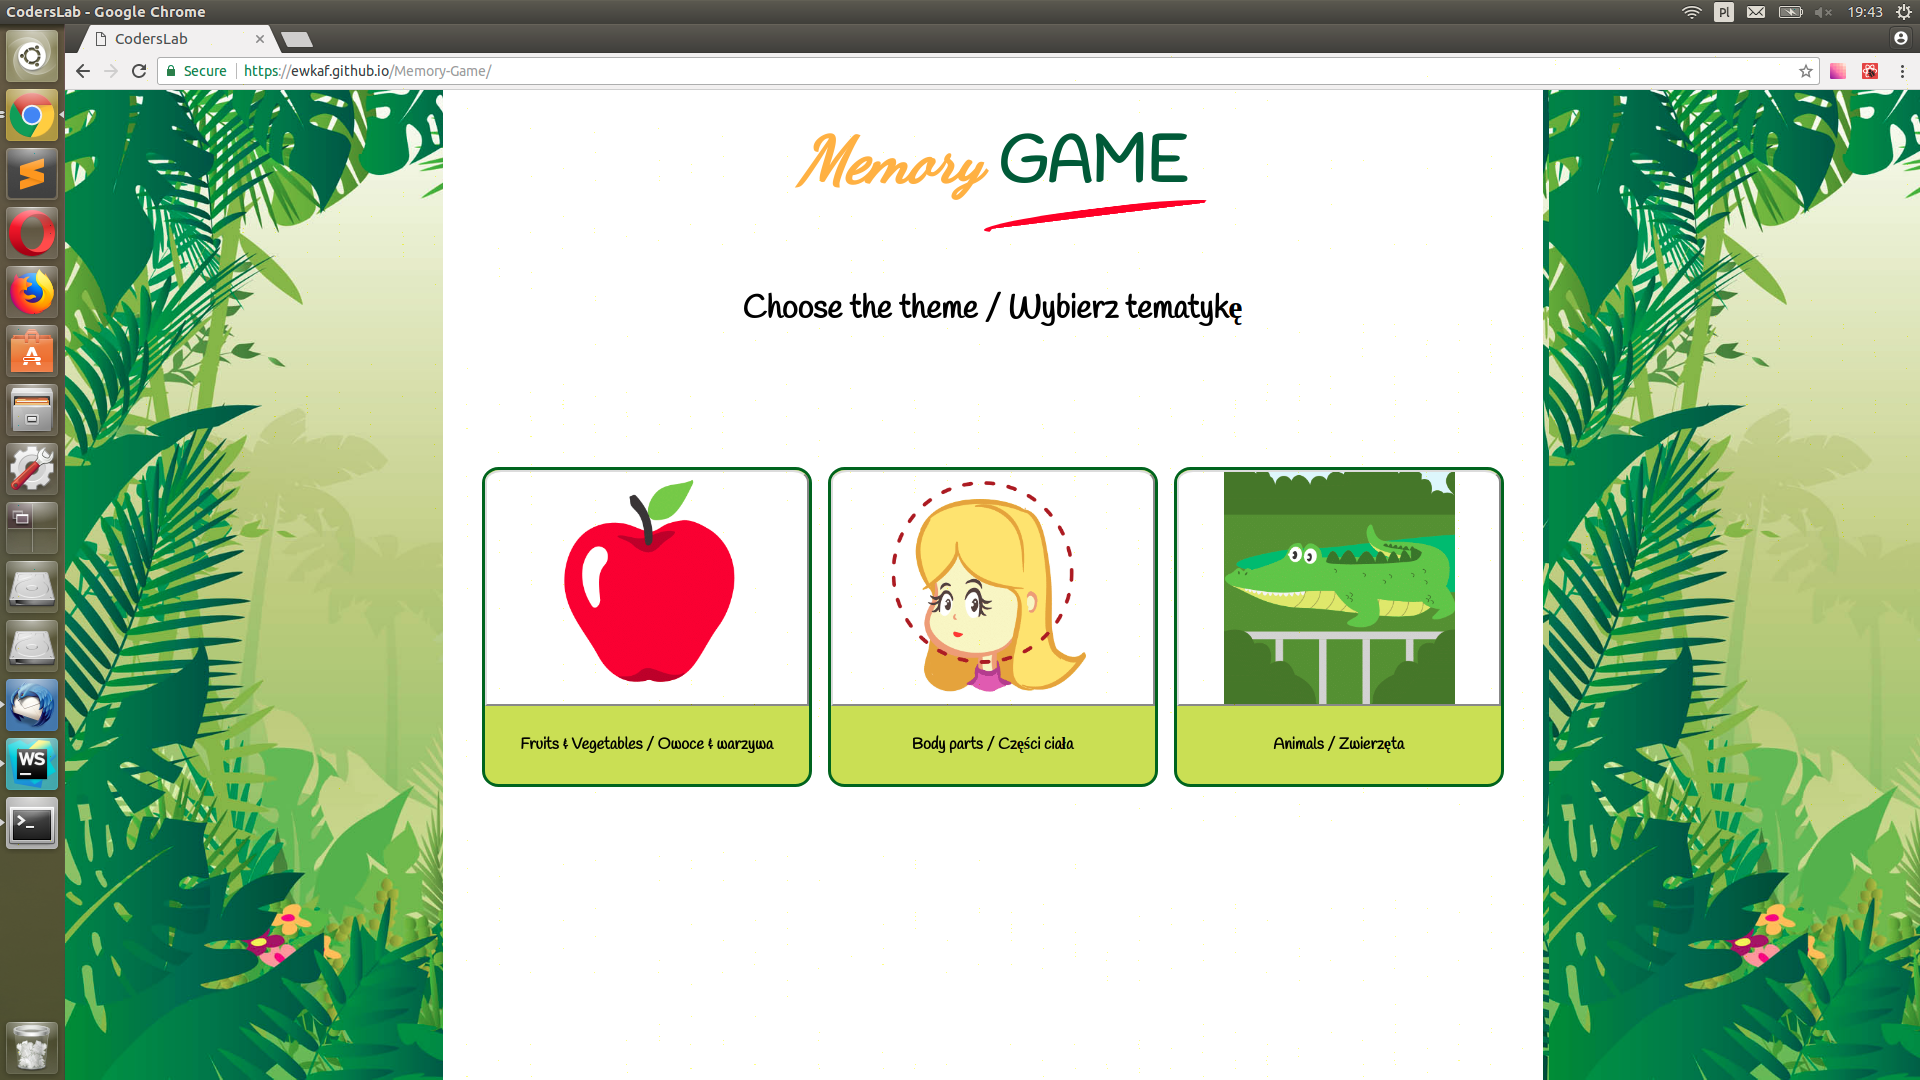 CodersLab - Google Chrome
Pl
19:43
CodersLab
Secure
https://ewkaf.github.io/Memory-Game/
Memory GAME
Choose the theme / Wybierz tematykę
Fruits & Vegetables / Owoce & warzywa
Body parts / Części ciała
Animals / Zwierzęta
WS